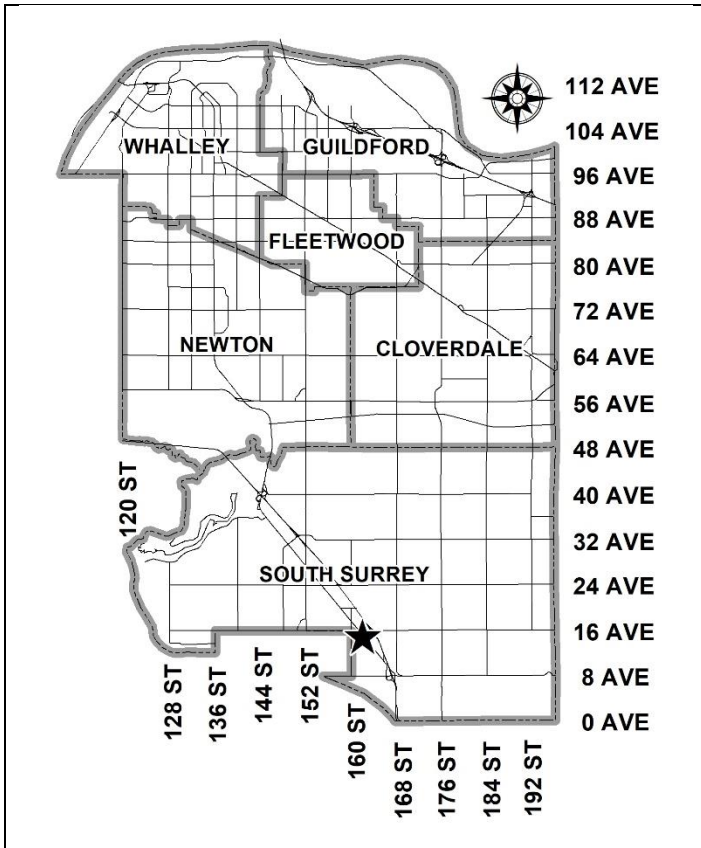 112 AVE
104 AVE
WHALLEY
GUILDFORD
96 AVE
88 AVE
FLEETWOOD
80 AVE
72 AVE
NEWTON
CLOVERDALE
64 AVE
56 AVE
48 AVE
120 ST
40 AVE
32 AVE
SOUTH SURREY
24 AVE
16 AVE
8 AVE
0 AVE
128 ST
136 ST
144 ST
152 ST
160 ST
168 ST
176 ST
184 ST
192 ST